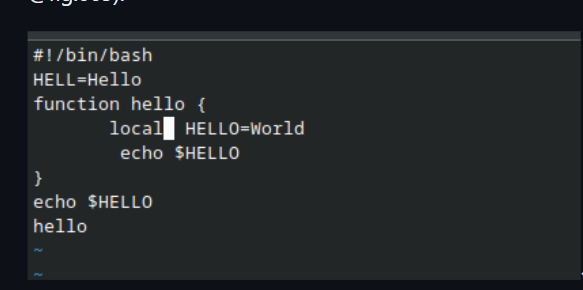 #!/bin/bash
HELL=Hello
function hello {
       local  HELLO=World
        echo $HELLO
}
echo $HELLO
hello
~
~